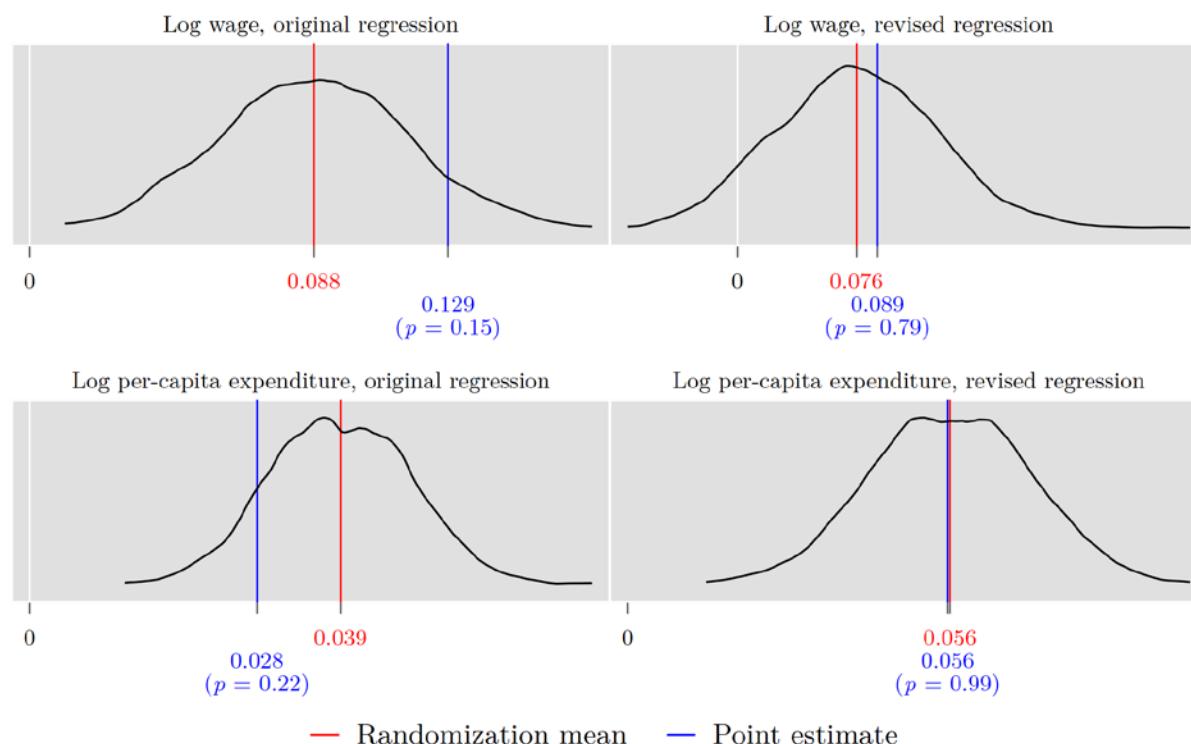 Log wage, original regression
Log wage, revised regression
0
0.088
0.129
(p = 0.15)
0
0.076
0.089
(p = 0.79)
Log per-capita expenditure, original regression
Log per-capita expenditure, revised regression
0
0.039
0.028
(p = 0.22)
0
0.056
0.056
(p = 0.99)
Randomization mean
Point estimate